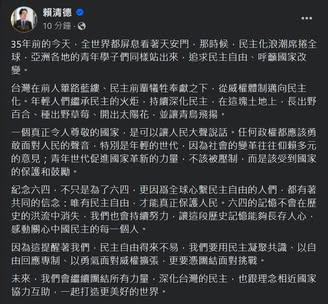 賴清德
10 分鐘 ·
35年前的今天，全世界都屏息看著天安門，那時候，民主化浪潮席捲全
球，亞洲各地的青年學子們同樣站出來，追求民主自由、呼籲國家改
變。
台灣在前人篳路藍縷、民主前輩犧牲奉獻之下，從威權體制邁向民主
化。年輕人們繼承民主的火炬，持續深化民主，在這塊土地上，長出野
百合、種出野草莓、開出太陽花，並讓青鳥飛揚。
一個真正令人尊敬的國家，是可以讓人民大聲說話。任何政權都應該勇
敢面對人民的聲音，特別是年輕的世代，因為社會的變革往往仰賴多元
的意見；青年世代促進國家革新的力量，不該被壓制，而是該受到國家
的保護和鼓勵。
紀念六四，不只是為了六四，更因爲全球心繫民主自由的人們，都有著
共同的信念：唯有民主自由，才能真正保護人民。六四的記憶不會在歷
史的洪流中消失，我們也會持續努力，讓這段歷史記憶能夠長存人心，
感動關心中國民主的每一個人。
因為這提醒著我們，民主自由得來不易，我們要用民主凝聚共識、以自
由回應專制、以勇氣面對威權擴張，更要憑團結面對挑戰。
未來，我們會繼續團結所有力量，深化台灣的民主，也跟理念相近國家
協力互助，一起打造更美好的世界。